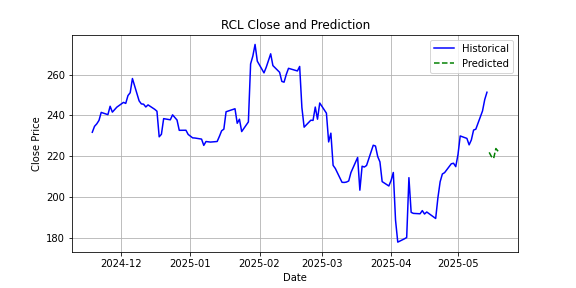 RCL Close and Prediction
Historical
Predicted
Close Price
260
240
220
200
180
2024-12 2025-01 2025-02 2025-03 2025-04 2025-05
Date